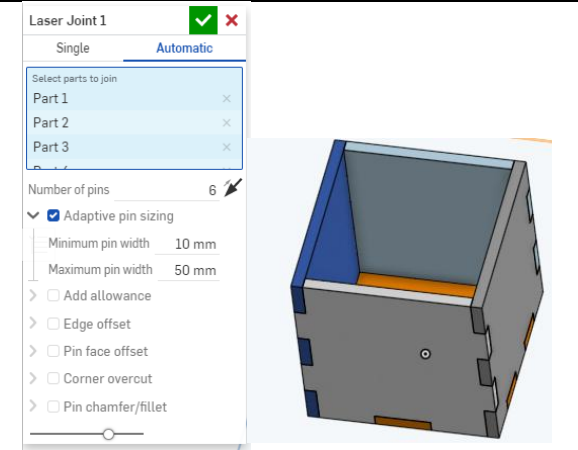 Laser Joint 1
Single Automatic
Select parts to join
Part 1
Part 2
Part 3
Number of pins 6
Adaptive pin sizing
Minimum pin width 10 mm
Maximum pin width 50 mm
Add allowance
Edge offset
Pin face offset
Corner overcut
Pin chamfer/fillet